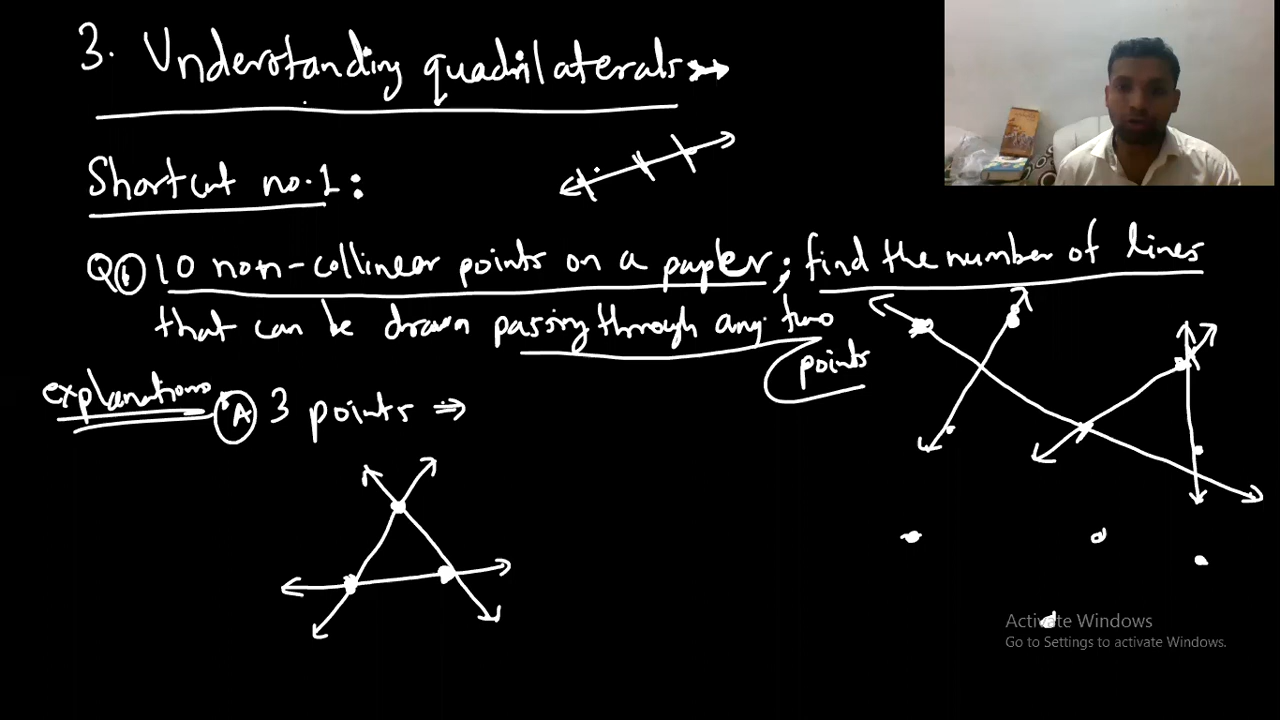 3. Understanding quadrilaterals
Shortcut no.1:
Q① 10 non-collinear points on a paper; find the number of lines
that can be drawn passing through any two
points
explanations
A 3 points ⇒
Activate Windows
Go to Settings to activate Windows.